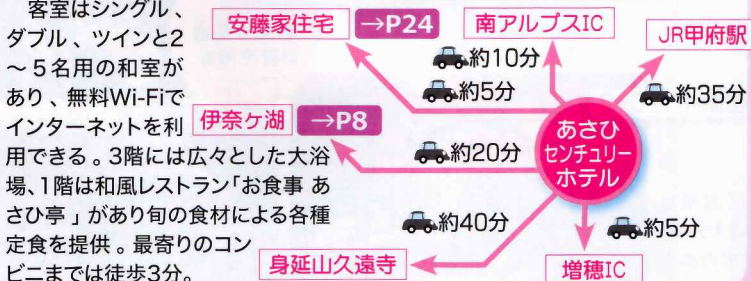 客室はシングル、
ダブル、ツインと2
～5名用の和室が
あり、無料Wi-Fiで
インターネットを利
用できる。3階には広々とした大浴
場、1階は和風レストラン「お食事 あ
さひ亭」があり旬の食材による各種
定食を提供。最寄りのコン
ビニまでは徒歩3分。
安藤家住宅 →P24
南アルプスIC
JR甲府駅
約10分
約5分
約35分
伊奈ヶ湖 →P8
約20分
あさひ
センチュリー
ホテル
約40分
約5分
身延山久遠寺
増穂IC